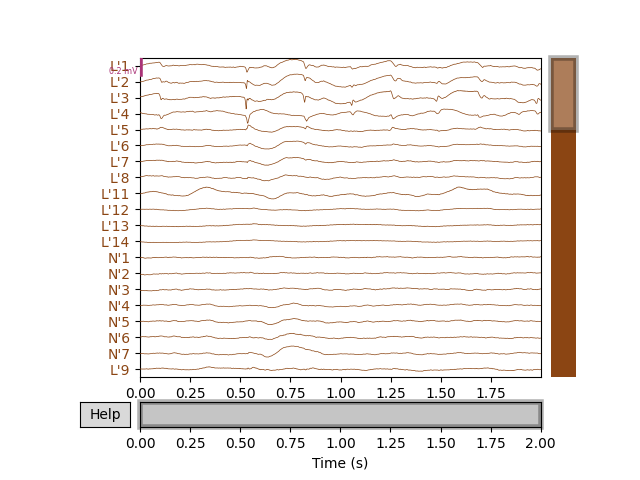 L'1
0.2 mV
L'2
L'3
L'4
L'5
L'6
L'7
L'8
L'11
L'12
L'13
L'14
N'1
N'2
N'3
N'4
N'5
N'6
N'7
L'9
0.00 0.25 0.50 0.75 1.00 1.25 1.50 1.75
Help
0.00 0.25 0.50 0.75 1.00 1.25 1.50 1.75 2.00
Time (s)